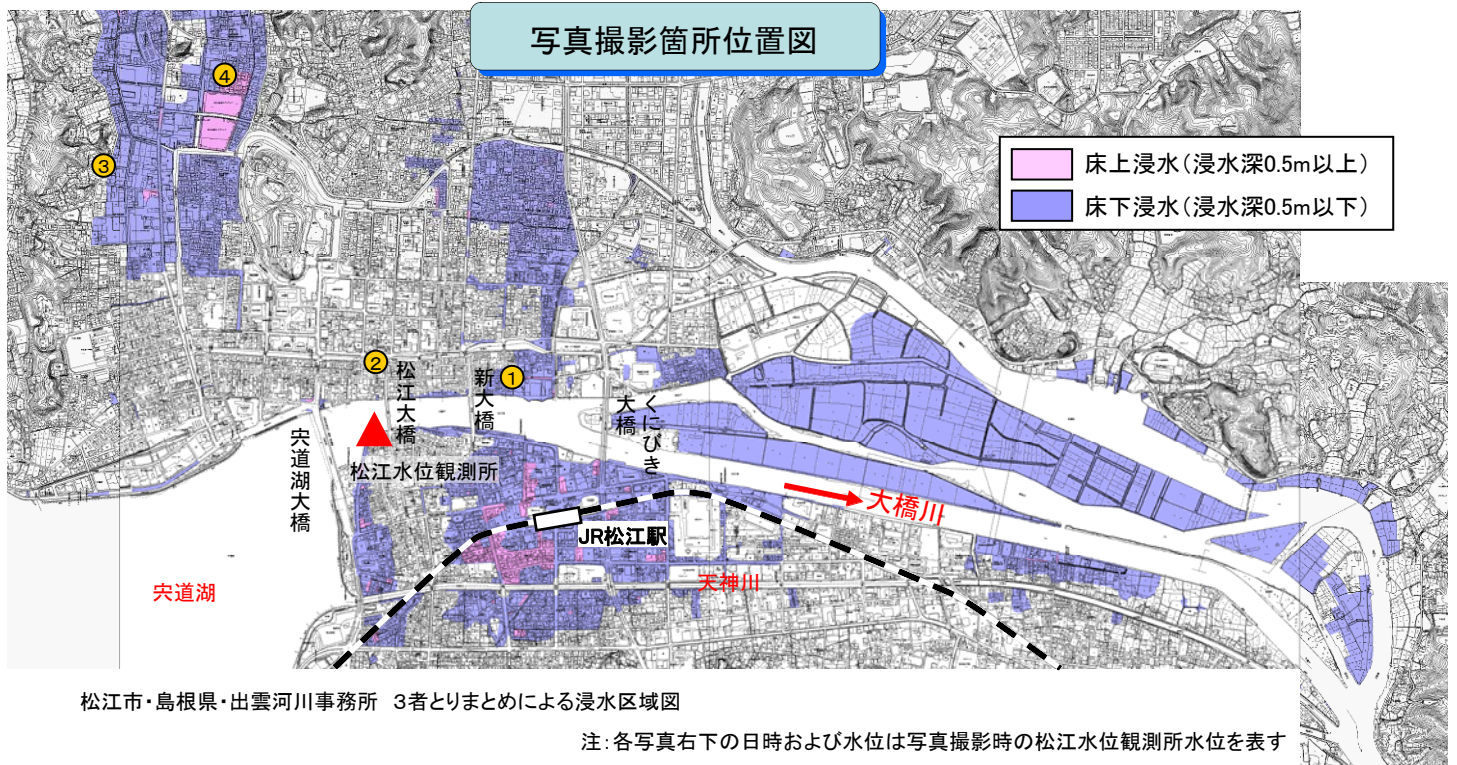 写真撮影箇所位置図
④
③
床上浸水(浸水深0.5m以上)
床下浸水(浸水深0.5m以下)
②
①
松江大橋
新大橋
くにびき
大橋
宍道湖大橋
松江水位観測所
大橋川
JR松江駅
天神川
宍道湖
松江市・島根県・出雲河川事務所 3者とりまとめによる浸水区域図
注:各写真右下の日時および水位は写真撮影時の松江水位観測所水位を表す